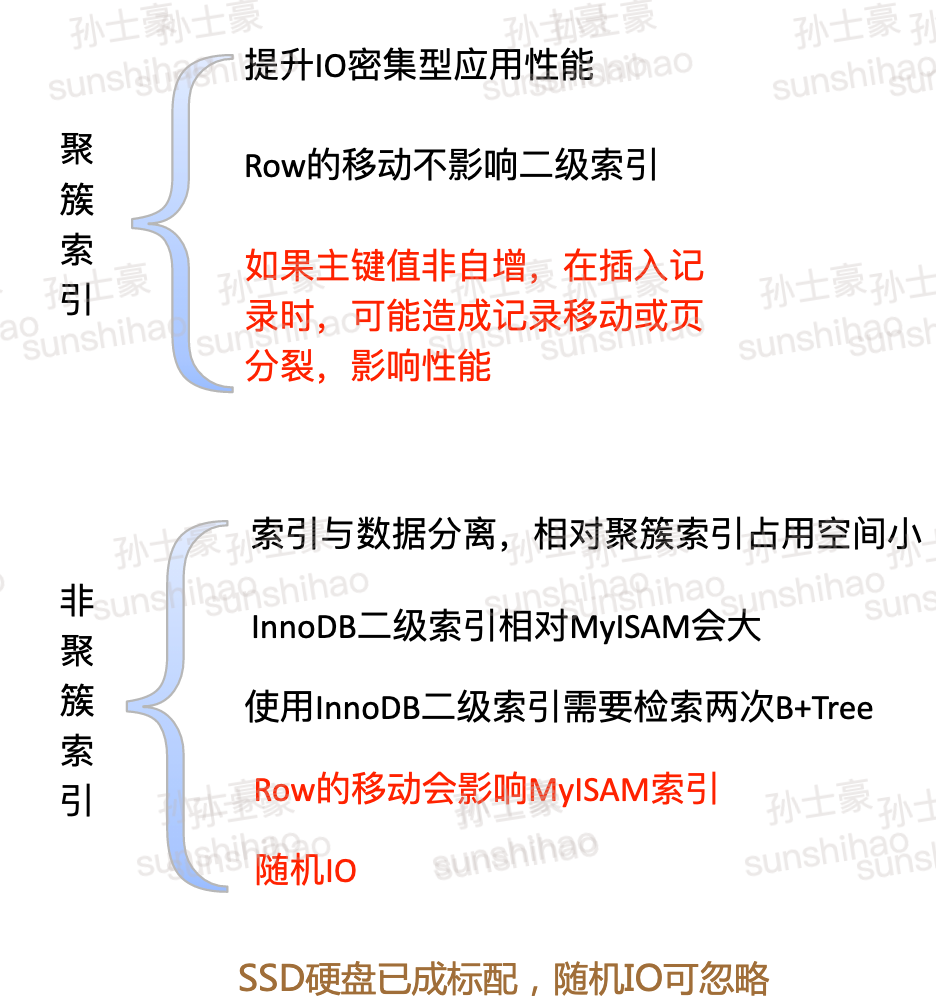 聚簇索引
提升IO密集型应用性能
Row的移动不影响二级索引
如果主键值非自增，在插入记
录时，可能造成记录移动或页
分裂，影响性能
非聚簇索引
索引与数据分离，相对聚簇索引占用空间小
InnoDB二级索引相对MyISAM会大
使用InnoDB二级索引需要检索两次B+Tree
Row的移动会影响MyISAM索引
随机IO
SSD硬盘已成标配，随机IO可忽略
孙士豪
sunshihao